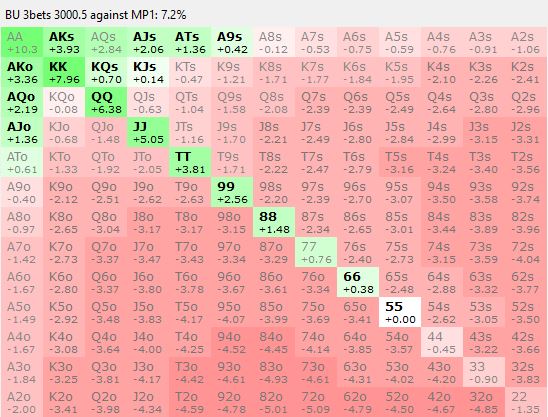 BU 3bets 3000.5 against MP1: 7.2%
AA AKs AQs AJs ATs A9s A8s A7s A6s A5s A4s A3s A2s
+10.3 +3.93 +2.84 +2.06 +1.36 +0.42 -0.12 -0.53 -0.75 -0.59 -0.76 -0.91 -1.06
AKo KK KQs KJs KTs K9s K8s K7s K6s K5s K4s K3s K2s
+3.36 +7.96 +0.70 +0.14 -0.47 -1.21 -1.71 -1.77 -1.84 -1.95 -2.10 -2.26 -2.41
AQo KQo QQ QJs QTs Q9s Q8s Q7s Q6s Q5s Q4s Q3s Q2s
+2.19 -0.08 +6.38 -0.63 -1.04 -1.58 -2.08 -2.39 -2.39 -2.46 -2.64 -2.80 -2.96
AJo KJo QJo JJ JTs J9s J8s J7s J6s J5s J4s J3s J2s
+1.36 -0.68 -1.48 +5.05 -1.16 -1.70 -2.21 -2.49 -2.80 -2.84 -2.99 -3.15 -3.31
ATo KTo QTo JTo TT T9s T8s T7s T6s T5s T4s T3s T2s
+0.61 -1.33 -1.92 -2.05 +3.81 -1.71 -2.22 -2.47 -2.79 -3.16 -3.24 -3.40 -3.56
A9o K9o Q9o J9o T9o 99 98s 97s 96s 95s 94s 93s 92s
-0.40 -2.12 -2.51 -2.62 -2.63 +2.56 -2.20 -2.39 -2.70 -3.07 -3.50 -3.58 -3.74
A8o K8o Q8o J8o T8o 98o 88 87s 86s 85s 84s 83s 82s
-0.97 -2.65 -3.04 -3.17 -3.17 -3.15 +1.48 -2.34 -2.65 -3.01 -3.44 -3.89 -3.96
A7o K7o Q7o J7o T7o 97o 87o 77 76s 75s 74s 73s 72s
-1.42 -2.73 -3.37 -3.47 -3.43 -3.34 -3.29 +0.76 -2.40 -2.73 -3.15 -3.59 -4.04
A6o K6o Q6o J6o T6o 96o 86o 76o 66 65s 64s 63s 62s
-1.67 -2.80 -3.37 -3.80 -3.78 -3.67 -3.61 -3.34 +0.38 -2.48 -2.88 -3.32 -3.77
A5o K5o Q5o J5o T5o 95o 85o 75o 65o 55 54s 53s 52s
-1.49 -2.92 -3.48 -3.83 -4.17 -4.07 -3.99 -3.69 -3.41 +0.00 -2.62 -3.05 -3.50
A4o K4o Q4o J4o T4o 94o 84o 74o 64o 54o 44 43s 42s
-1.67 -3.08 -3.64 -4.00 -4.25 -4.52 -4.45 -4.14 -3.85 -3.57 -0.45 -3.22 -3.66
A3o K3o Q3o J3o T3o 93o 83o 73o 63o 53o 43o 33 32s
-1.84 -3.25 -3.81 -4.17 -4.42 -4.61 -4.93 -4.61 -4.31 -4.02 -4.20 -0.90 -3.83
A2o K2o Q2o J2o T2o 92o 82o 72o 62o 52o 42o 32o 22
-2.00 -3.41 -3.98 -4.34 -4.59 -4.78 -5.01 -5.09 -4.79 -4.50 -4.67 -4.85 -1.35